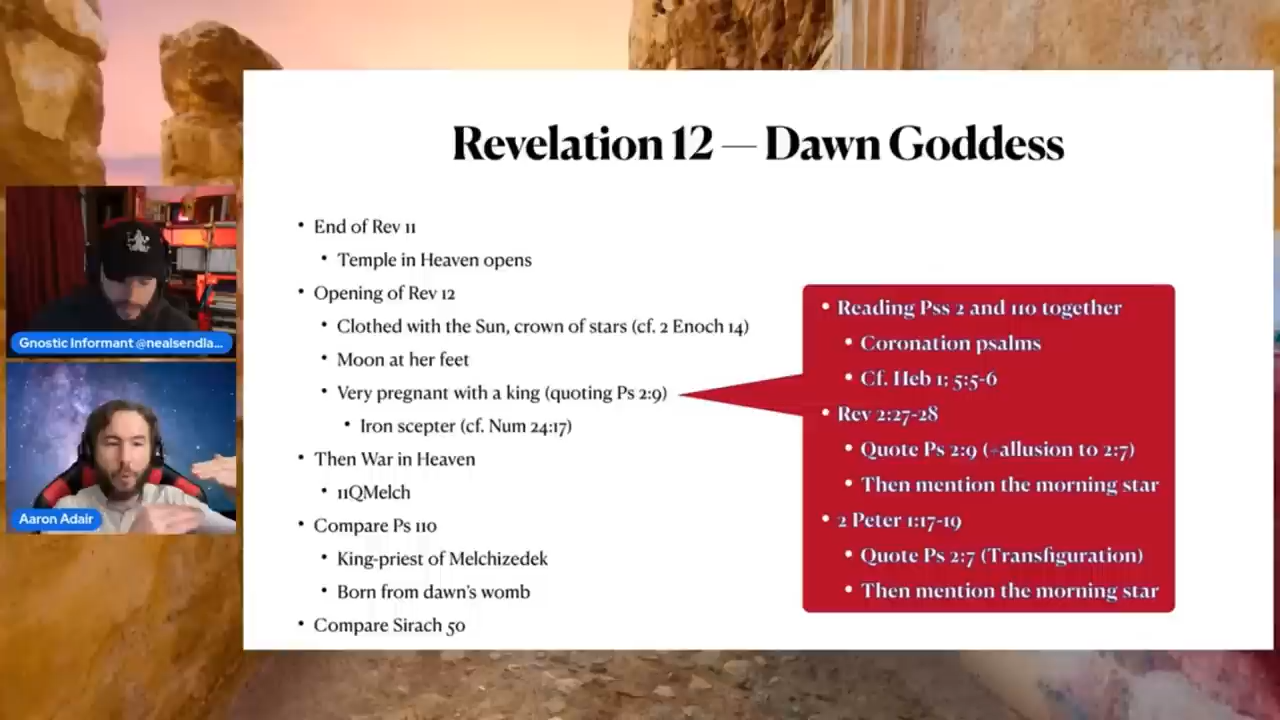 Revelation 12 — Dawn Goddess
• End of Rev 11
• Temple in Heaven opens
• Opening of Rev 12
• Clothed with the Sun, crown of stars (cf. 2 Enoch 14)
• Moon at her feet
• Very pregnant with a king (quoting Ps 2:9)
• Iron scepter (cf. Num 24:17)
• Then War in Heaven
• 11QMelch
• Compare Ps 110
• King-priest of Melchizedek
• Born from dawn's womb
• Compare Sirach 50
• Reading Pss 2 and 110 together
• Coronation psalms
• Cf. Heb 1; 5:5-6
• Rev 2:27-28
• Quote Ps 2:9 (+allusion to 2:7)
• Then mention the morning star
• 2 Peter 1:17-19
• Quote Ps 2:7 (Transfiguration)
• Then mention the morning star
Gnostic Informant @nealsendla...
Aaron Adair